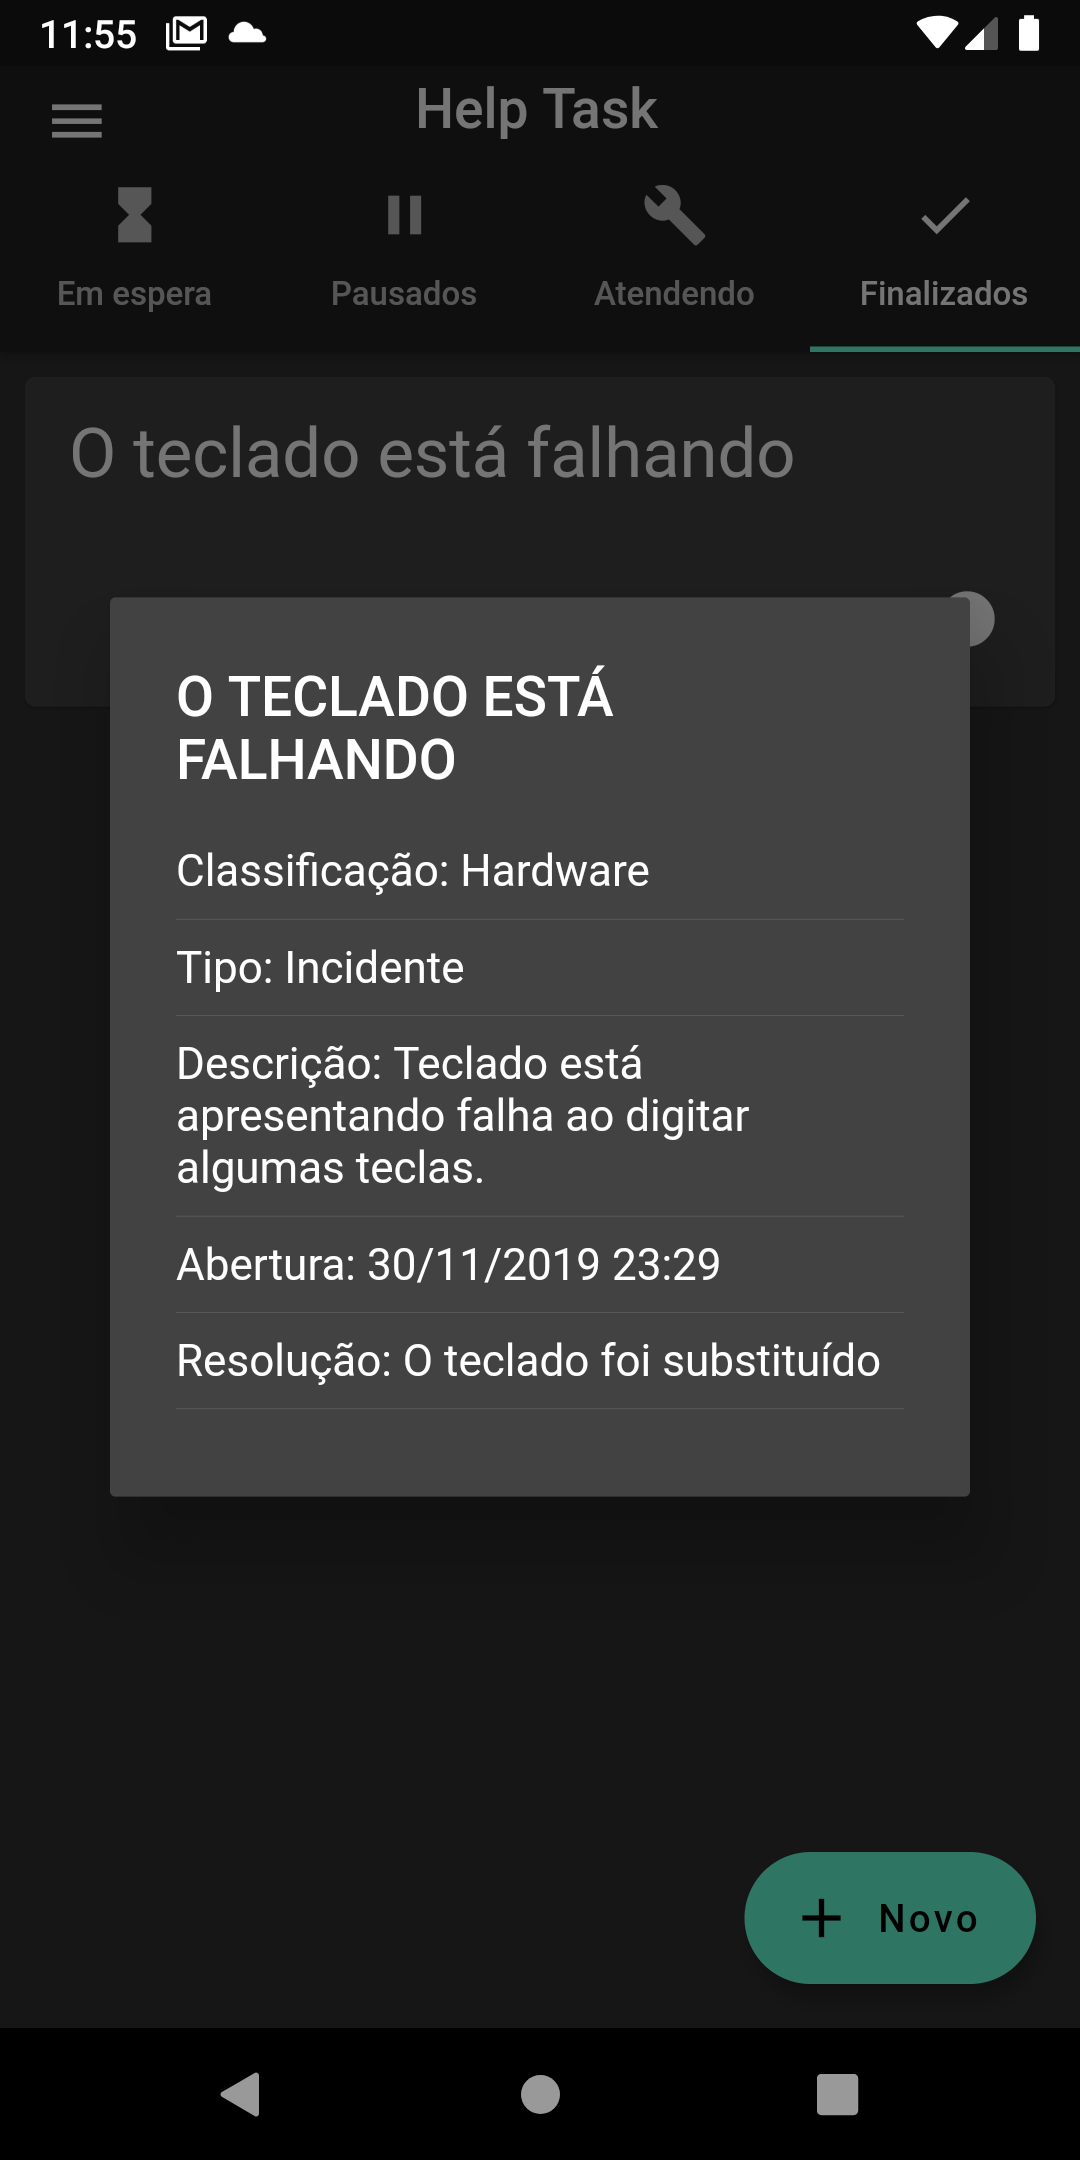 11:55
Help Task
Em espera
Pausados
Atendendo
Finalizados
O teclado está falhando
O TECLADO ESTÁ
FALHANDO
Classificação: Hardware
Tipo: Incidente
Descrição: Teclado está
apresentando falha ao digitar
algumas teclas.
Abertura: 30/11/2019 23:29
Resolução: O teclado foi substituído
Novo